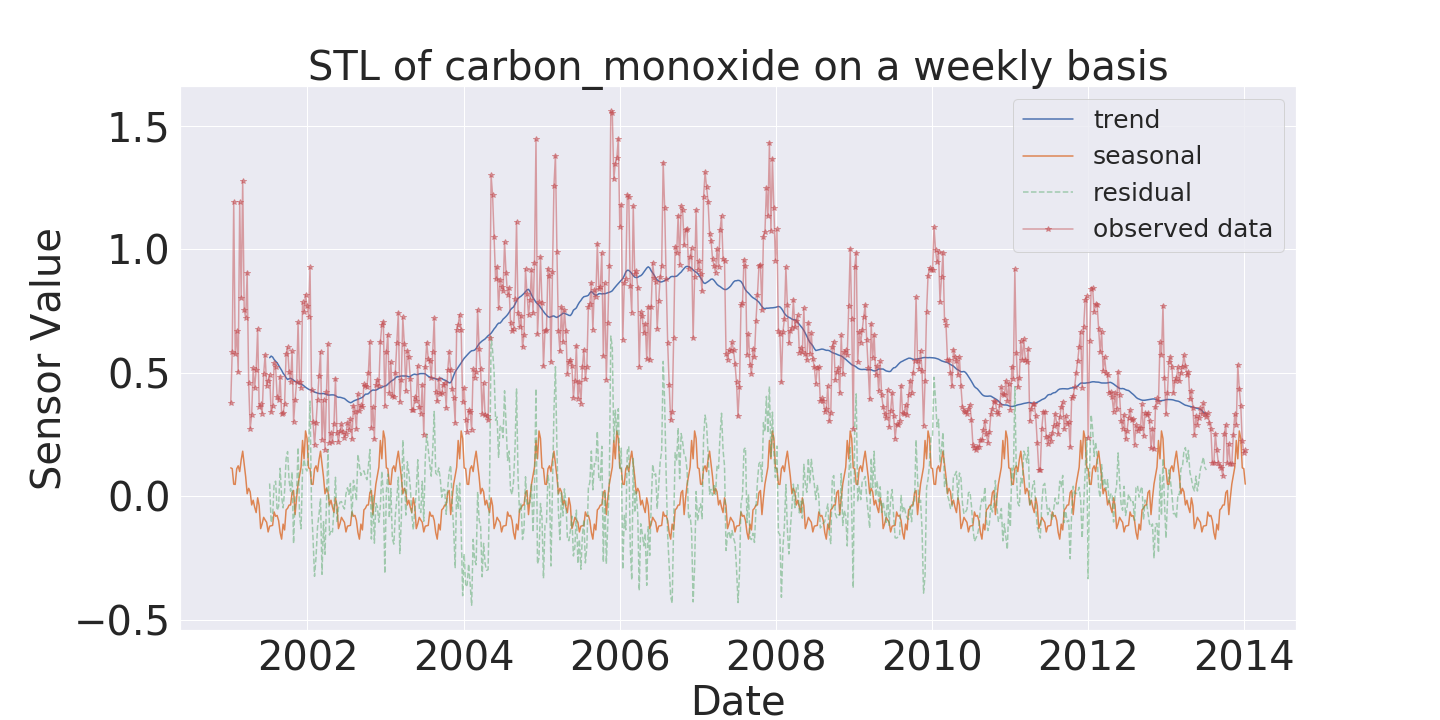 STL of carbon_monoxide on a weekly basis
trend
seasonal
residual
observed data
Sensor Value
1.5
1.0
0.5
0.0
−0.5
2002 2004 2006 2008 2010 2012 2014
Date